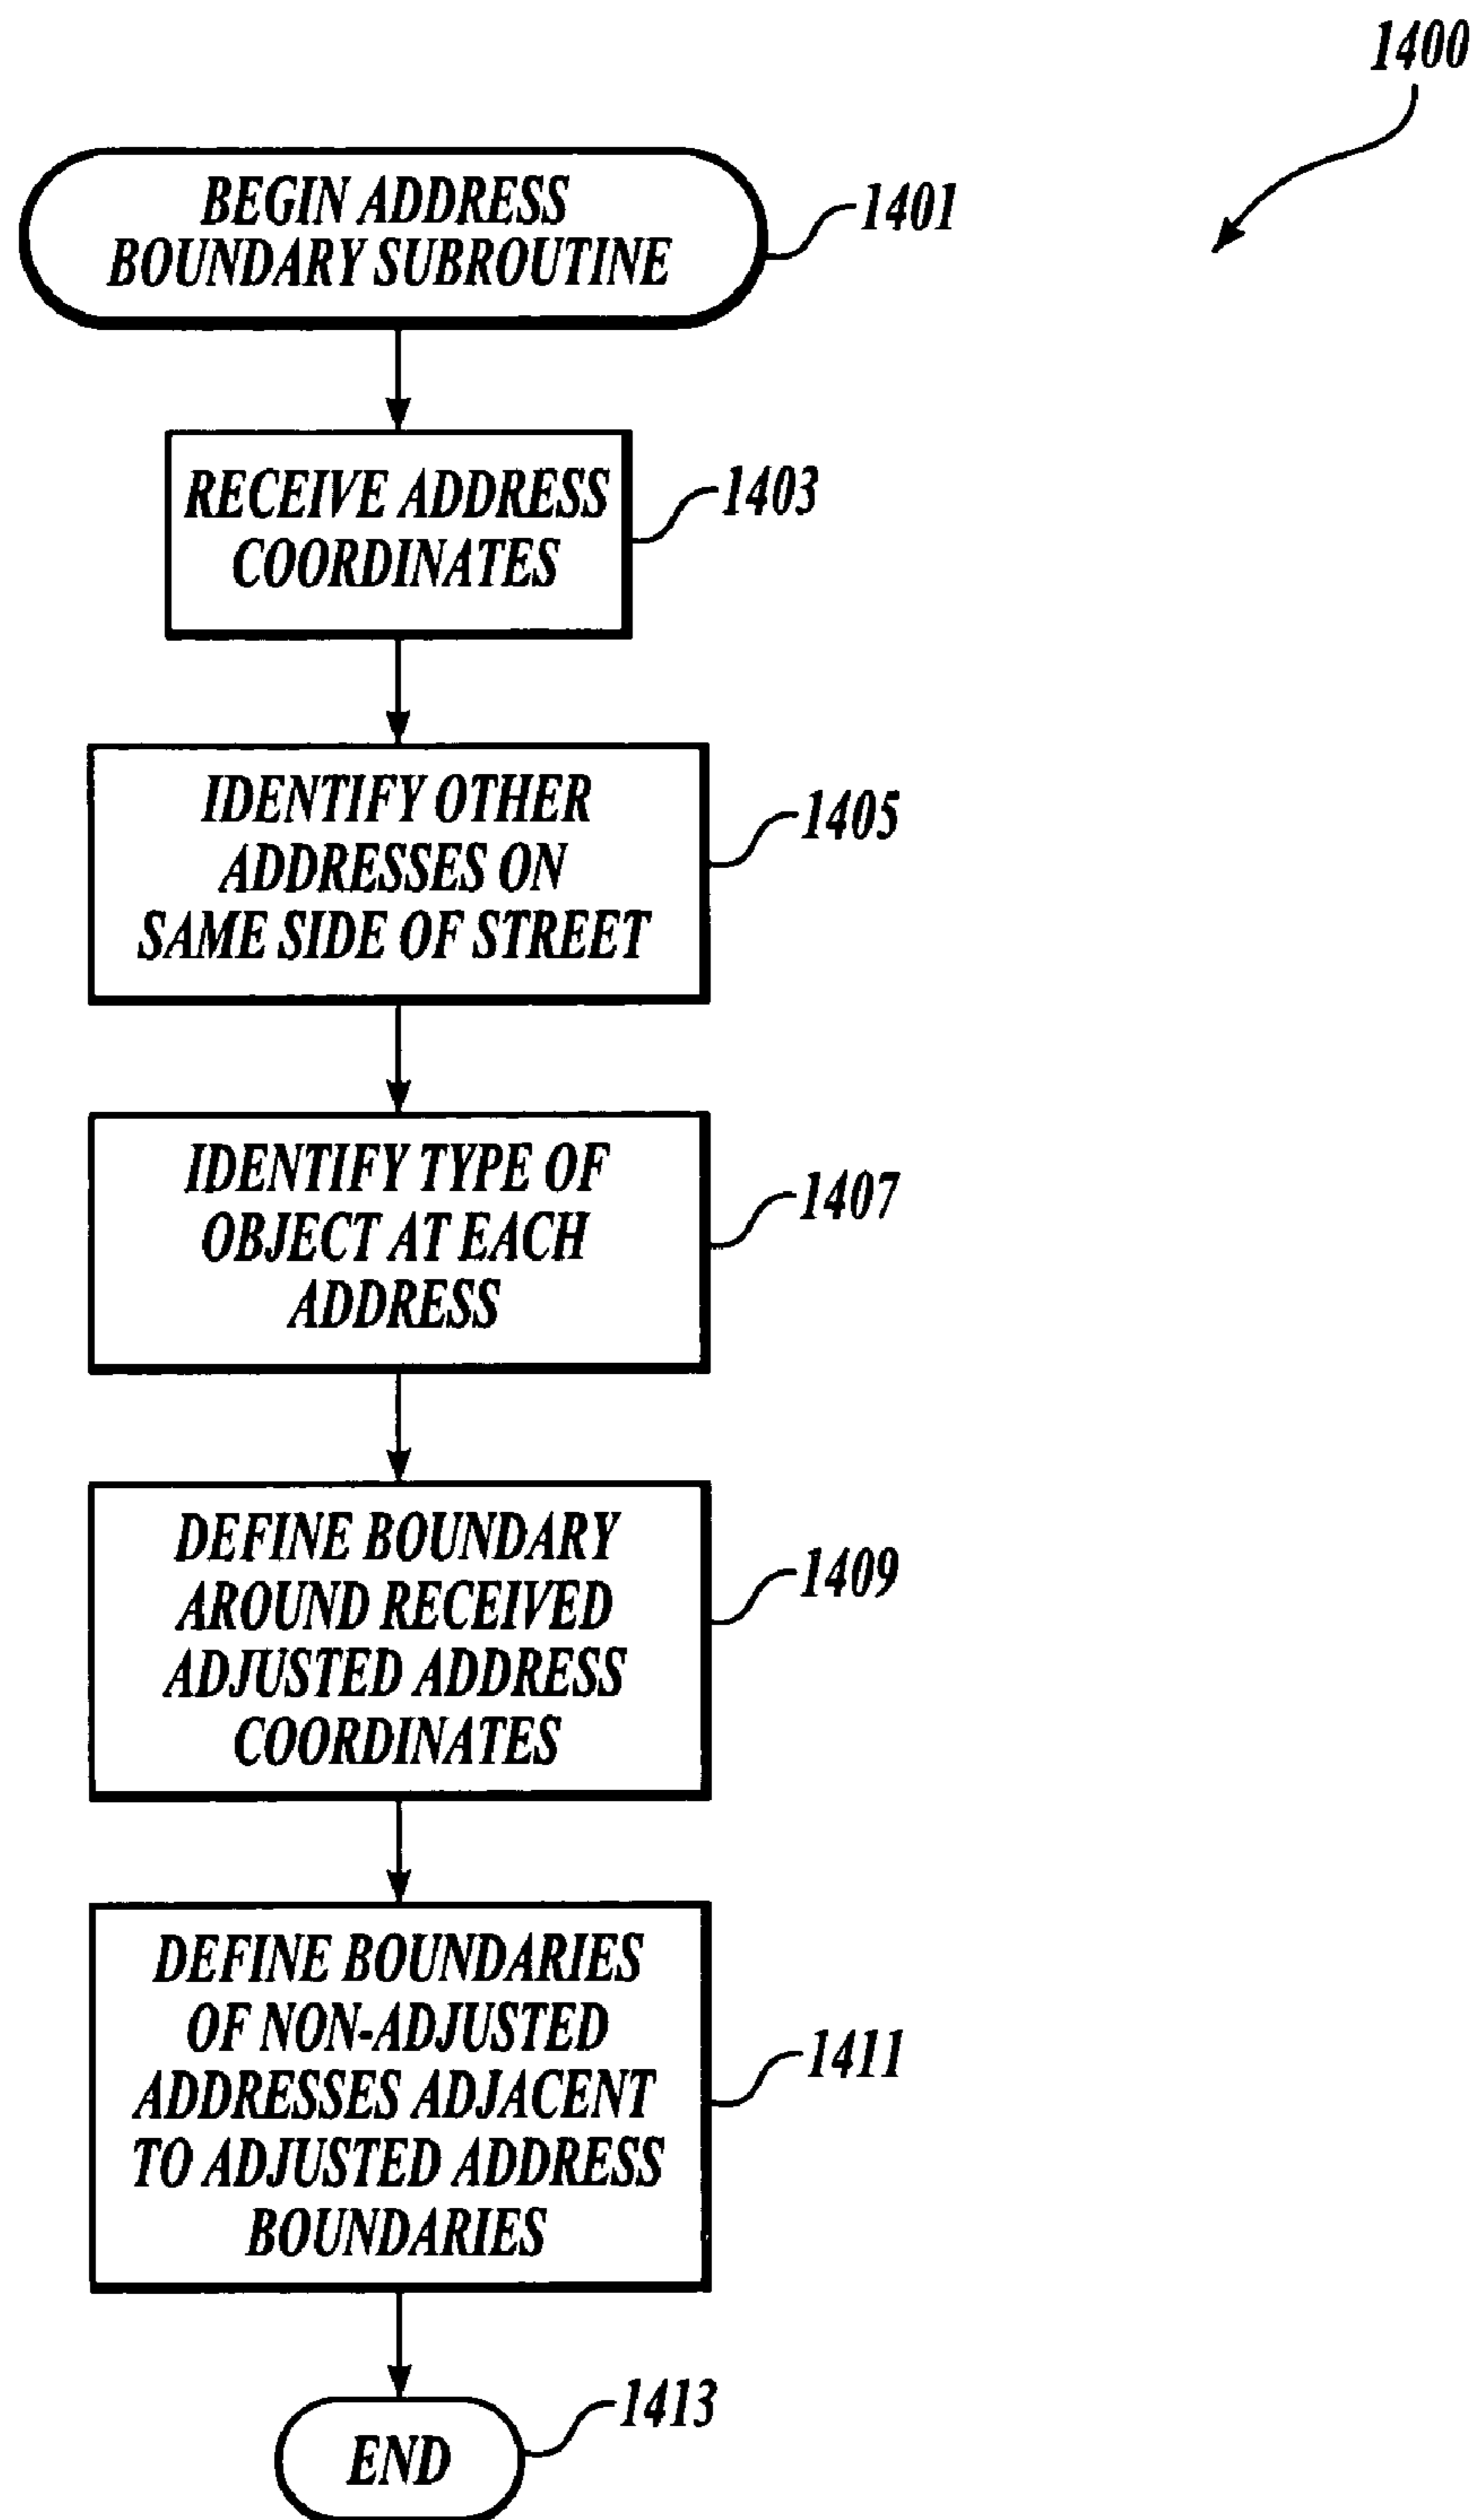 1400
BEGIN ADDRESS
BOUNDARY SUBROUTINE
1401
RECEIVE ADDRESS
COORDINATES
1403
IDENTIFY OTHER
ADDRESSES ON
SAME SIDE OF STREET
1405
IDENTIFY TYPE OF
OBJECT AT EACH
ADDRESS
1407
DEFINE BOUNDARY
AROUND RECEIVED
ADJUSTED ADDRESS
COORDINATES
1409
DEFINE BOUNDARIES
OF NON-ADJUSTED
ADDRESSES ADJACENT
TO ADJUSTED ADDRESS
BOUNDARIES
1411
END
1413